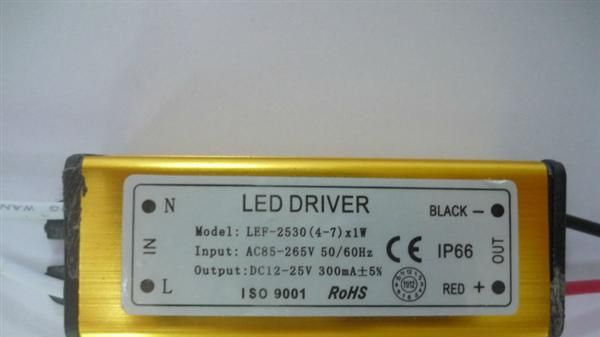 LED DRIVER
N
BLACK −
Model: LEF-2530(4-7)x1W
IN
Input: AC85-265V 50/60Hz
CE
IP66
OUT
Output:DC12-25V 300mA±5%
L
RED +
ISO 9001 RoHS
G WAN